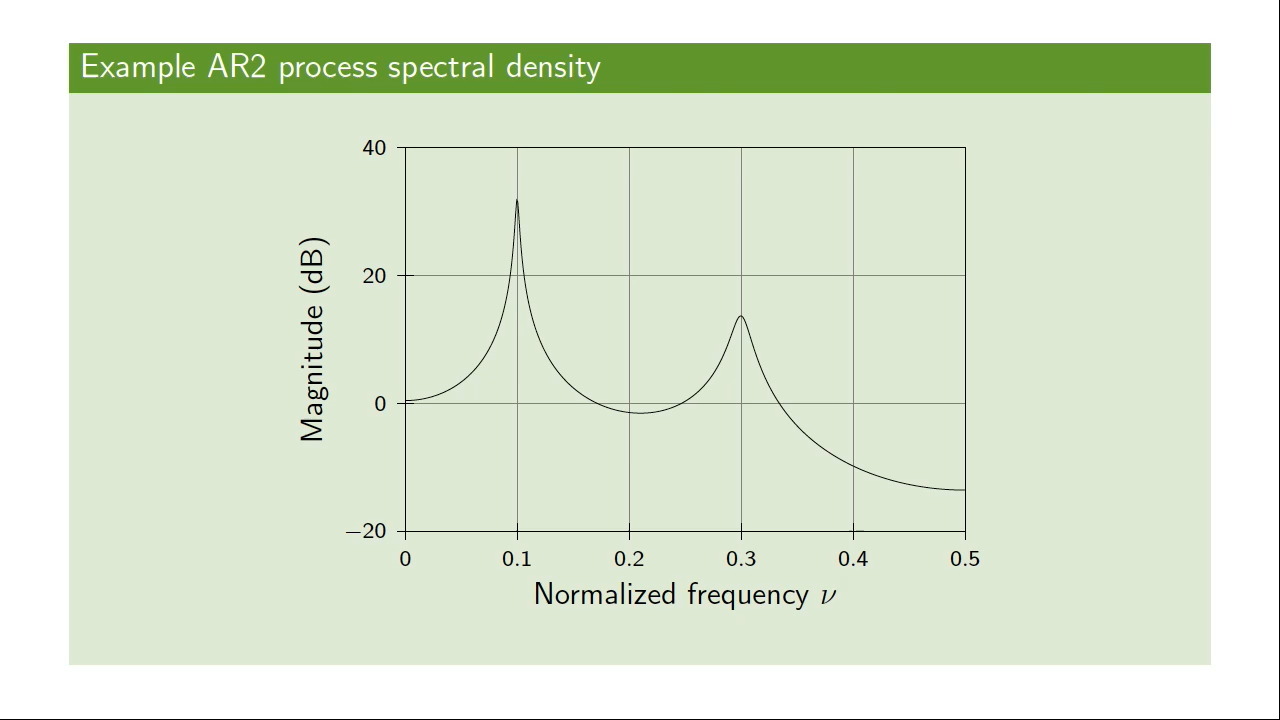 Example AR2 process spectral density
40
20
0
−20
Magnitude (dB)
0 0.1 0.2 0.3 0.4 0.5
Normalized frequency ν